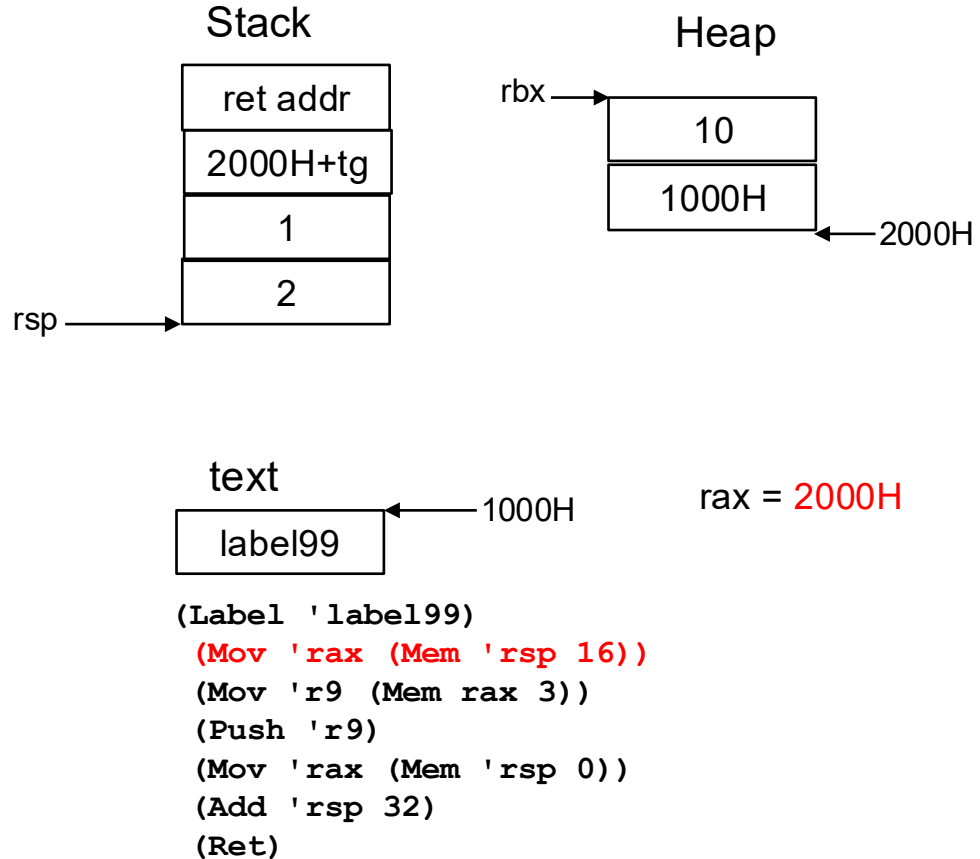 Stack
Heap
ret addr
2000H+tg
1
2
rsp
rbx
10
1000H
2000H
text
1000H
rax = 2000H
label99
(Label 'label99)
(Mov 'rax (Mem 'rsp 16))
(Mov 'r9 (Mem rax 3))
(Push 'r9)
(Mov 'rax (Mem 'rsp 0))
(Add 'rsp 32)
(Ret)